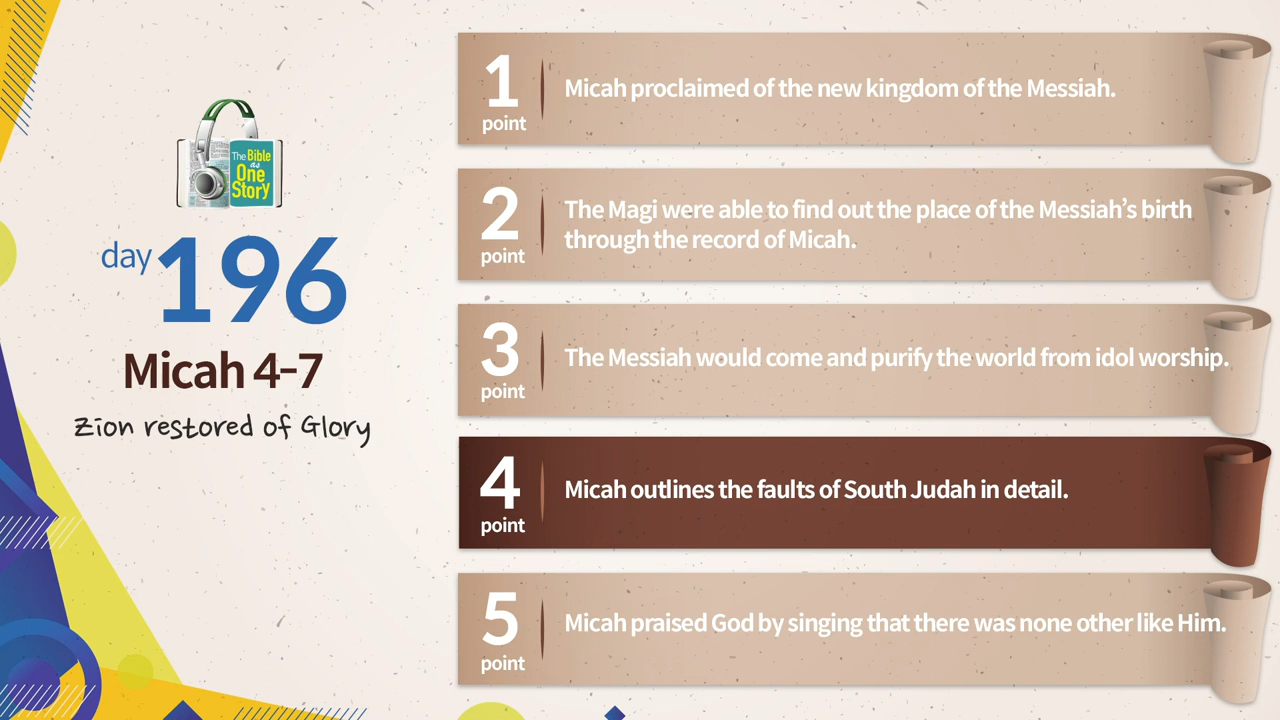 The Bible
as
One
Story
day 196
Micah 4-7
Zion restored of Glory
1
point
Micah proclaimed of the new kingdom of the Messiah.
2
point
The Magi were able to find out the place of the Messiah's birth
through the record of Micah.
3
point
The Messiah would come and purify the world from idol worship.
4
point
Micah outlines the faults of South Judah in detail.
5
point
Micah praised God by singing that there was none other like Him.